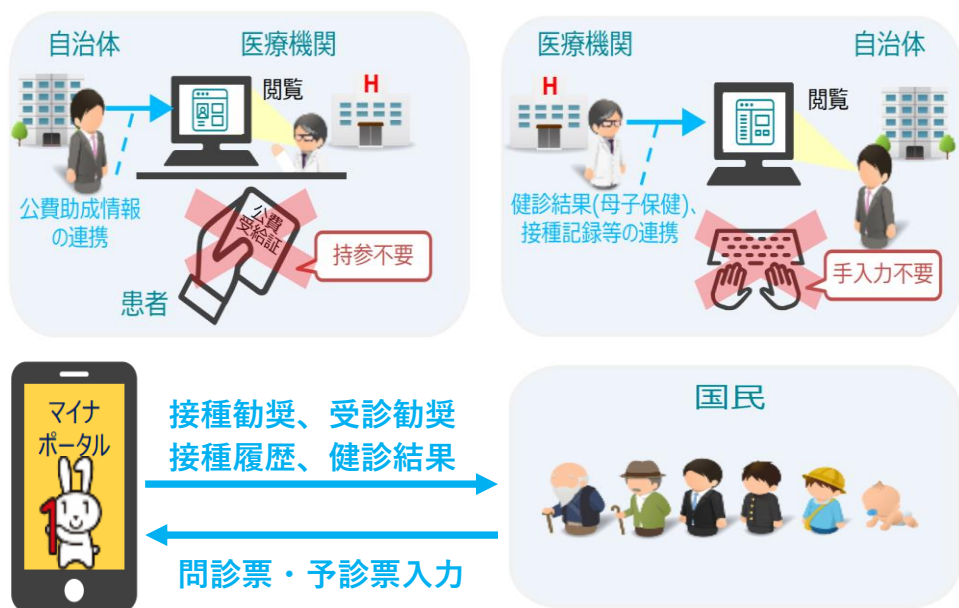 自治体
医療機関
閲覧
H
公費助成情報
の連携
公費
受給証
持参不要
患者
医療機関
自治体
H
閲覧
健診結果(母子保健)、
接種記録等の連携
手入力不要
マイナ
ポータル
1
接種勧奨、受診勧奨
接種履歴、健診結果
問診票・予診票入力
国民